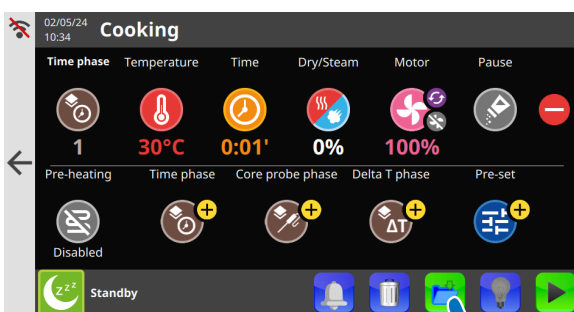 02/05/24
10:34
Cooking
Time phase Temperature Time Dry/Steam Motor Pause
1 30°C 0:01' 0% 100%
Pre-heating Time phase Core probe phase Delta T phase Pre-set
ΔT
Disabled
zzz Standby